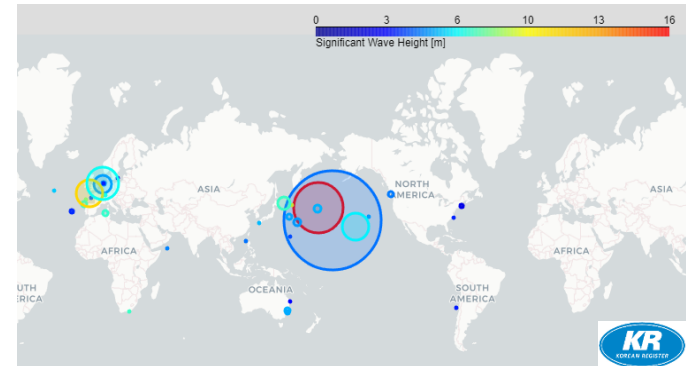 0 3 6 10 13 16
Significant Wave Height [m]
NORTH
AMERICA
ASIA
ASIA
AFRICA
AFRICA
UTH
ERICA
OCEANIA
SOUTH
AMERICA
KR
KOREAN REGISTER